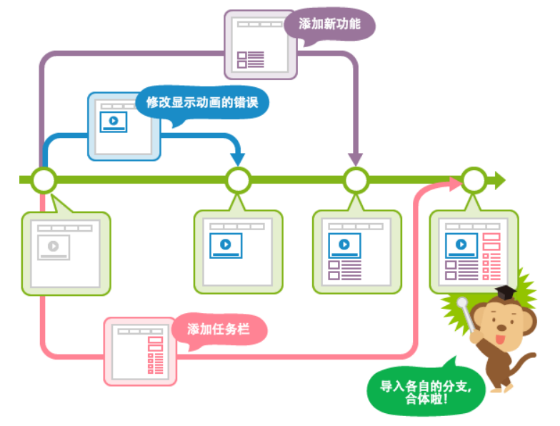 添加新功能
修改显示动画的错误
添加任务栏
导入各自的分支,
合体啦!